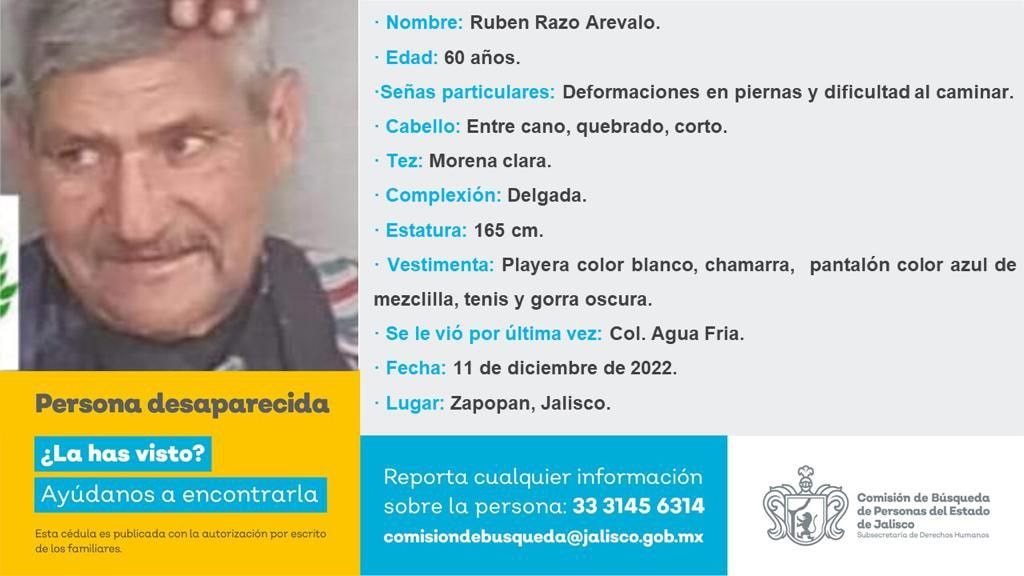 · Nombre: Ruben Razo Arevalo.
· Edad: 60 años.
·Señas particulares: Deformaciones en piernas y dificultad al caminar.
· Cabello: Entre cano, quebrado, corto.
· Tez: Morena clara.
· Complexión: Delgada.
· Estatura: 165 cm.
· Vestimenta: Playera color blanco, chamarra, pantalón color azul de
mezclilla, tenis y gorra oscura.
· Se le vió por última vez: Col. Agua Fria.
· Fecha: 11 de diciembre de 2022.
· Lugar: Zapopan, Jalisco.
Persona desaparecida
¿La has visto?
Ayúdanos a encontrarla
Esta cédula es publicada con la autorización por escrito
de los familiares.
Reporta cualquier información
sobre la persona: 33 3145 6314
comisiondebusqueda@jalisco.gob.mx
Comisión de Búsqueda
de Personas del Estado
de Jalisco
Subsecretaría de Derechos Humanos